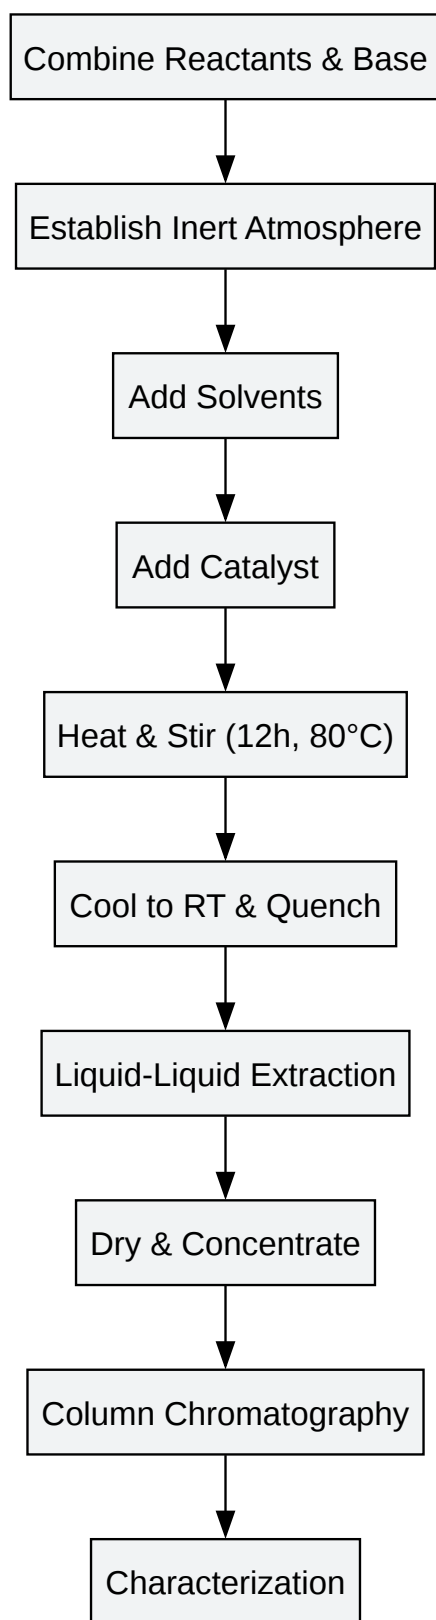 Combine Reactants & Base
Establish Inert Atmosphere
Add Solvents
Add Catalyst
Heat & Stir (12h, 80°C)
Cool to RT & Quench
Liquid-Liquid Extraction
Dry & Concentrate
Column Chromatography
Characterization